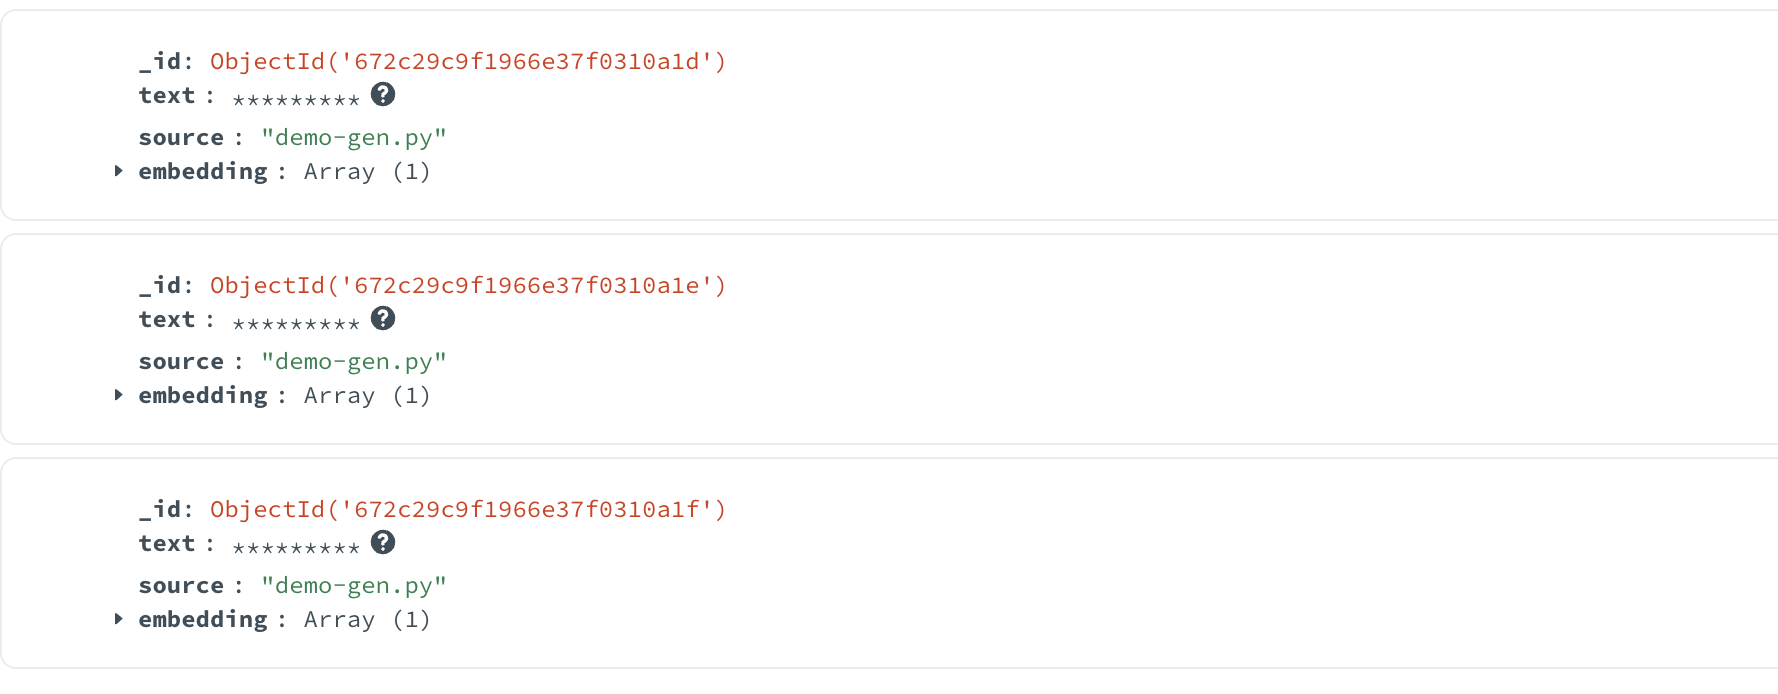 _id: ObjectId('672c29c9f1966e37f0310a1d')
text : *********
source : "demo-gen.py"
embedding : Array (1)
_id: ObjectId('672c29c9f1966e37f0310a1e')
text : *********
source : "demo-gen.py"
embedding : Array (1)
_id: ObjectId('672c29c9f1966e37f0310a1f')
text : *********
source : "demo-gen.py"
embedding : Array (1)